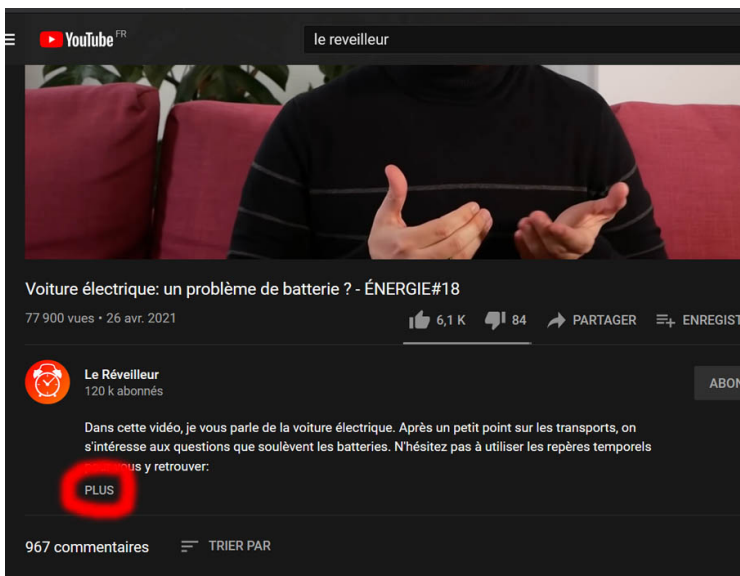 YouTube FR
le reveilleur
Voiture électrique: un problème de batterie ? - ÉNERGIE#18
77 900 vues • 26 avr. 2021
6,1 K 84 PARTAGER ENREGIST
Le Réveilleur
120 k abonnés
ABON
Dans cette vidéo, je vous parle de la voiture électrique. Après un petit point sur les transports, on
s'intéresse aux questions que soulèvent les batteries. N'hésitez pas à utiliser les repères temporels
vous y retrouver:
PLUS
967 commentaires TRIER PAR